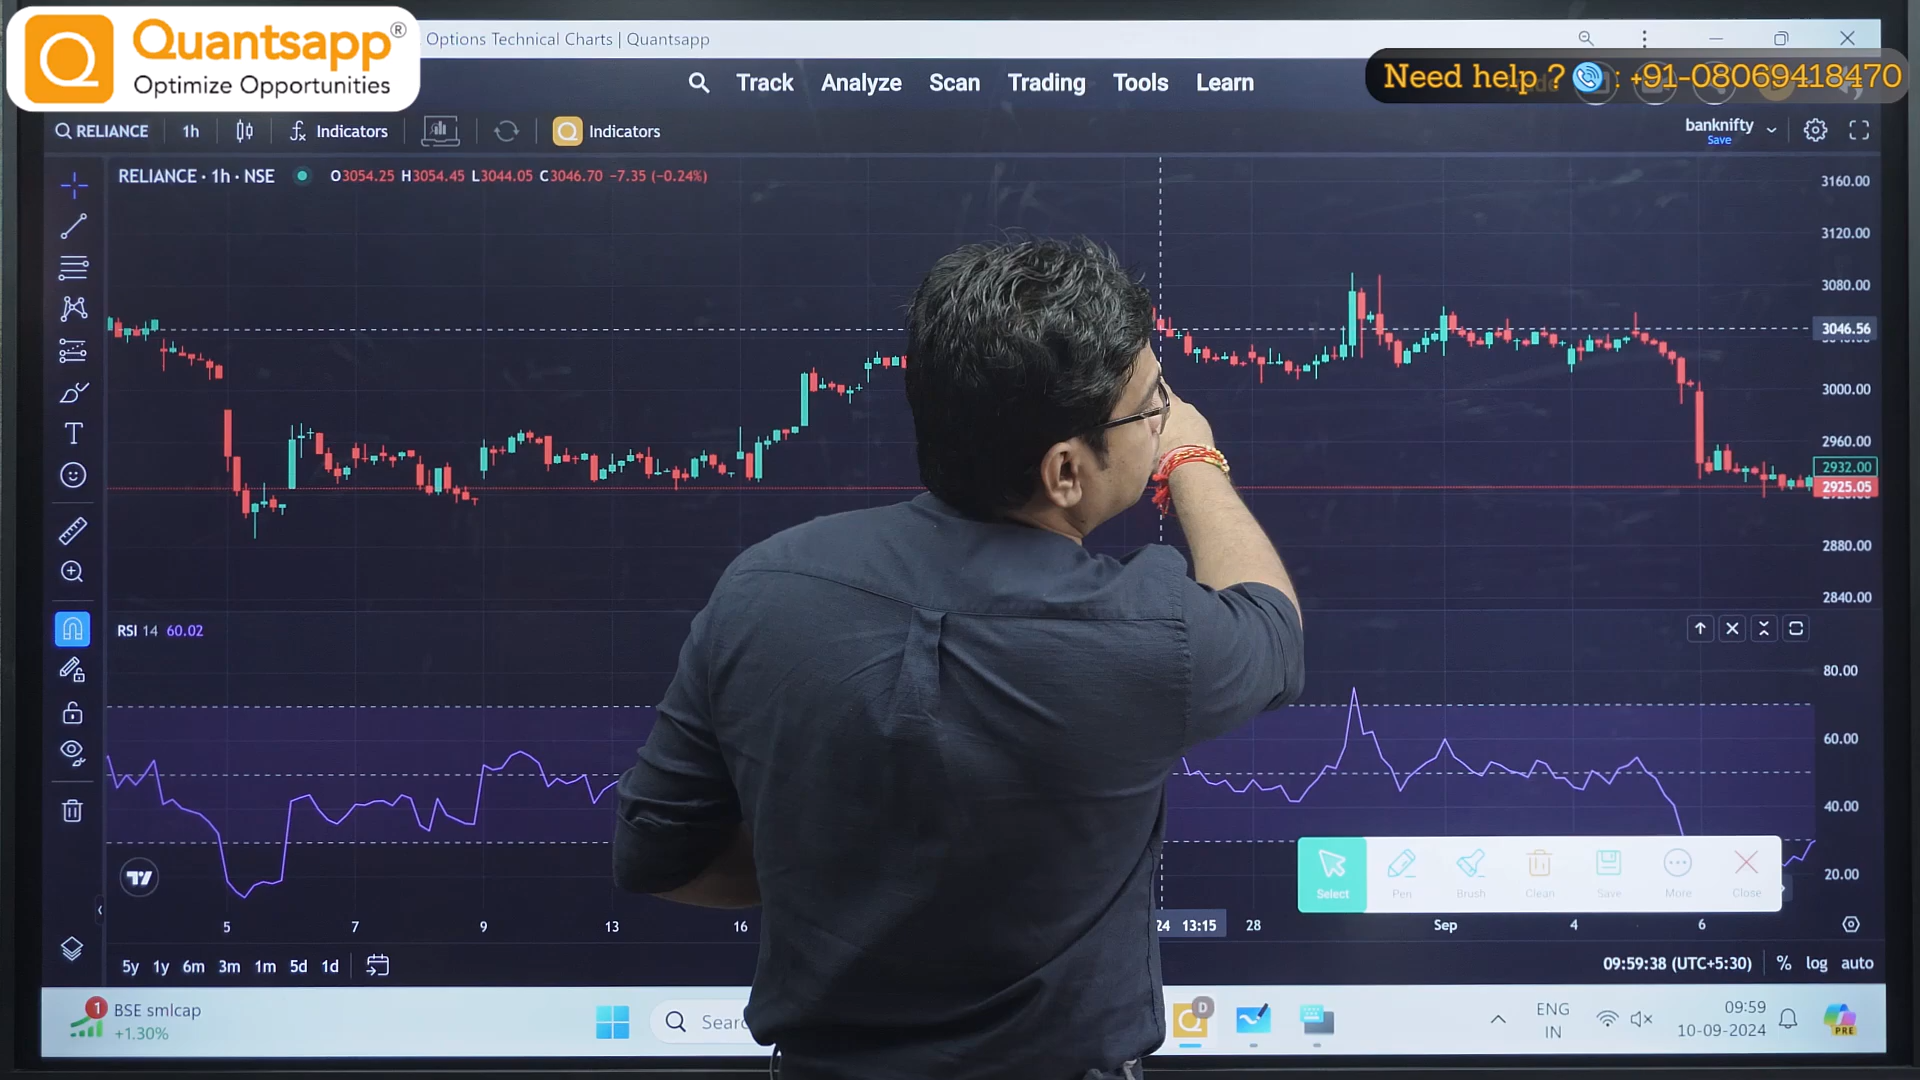 Quantsapp®
Optimize Opportunities
Options Technical Charts | Quantsapp
Track Analyze Scan Trading Tools Learn
Need help ? : +91-08069418470
RELIANCE 1h Indicators Indicators
banknifty
Save
RELIANCE · 1h · NSE O3054.25 H3054.45 L3044.05 C3046.70 −7.35 (−0.24%)
3160.00
3120.00
3080.00
3046.56
3000.00
2960.00
2932.00
2925.05
2880.00
2840.00
RSI 14 60.02
80.00
60.00
40.00
20.00
Select Pen Brush Clean Save More Close
5 7 9 13 16 24 13:15 28 Sep 4 6
5y 1y 6m 3m 1m 5d 1d
09:59:38 (UTC+5:30) % log auto
1 BSE smlcap
+1.30%
D
ENG
IN
09:59
10-09-2024
PRE